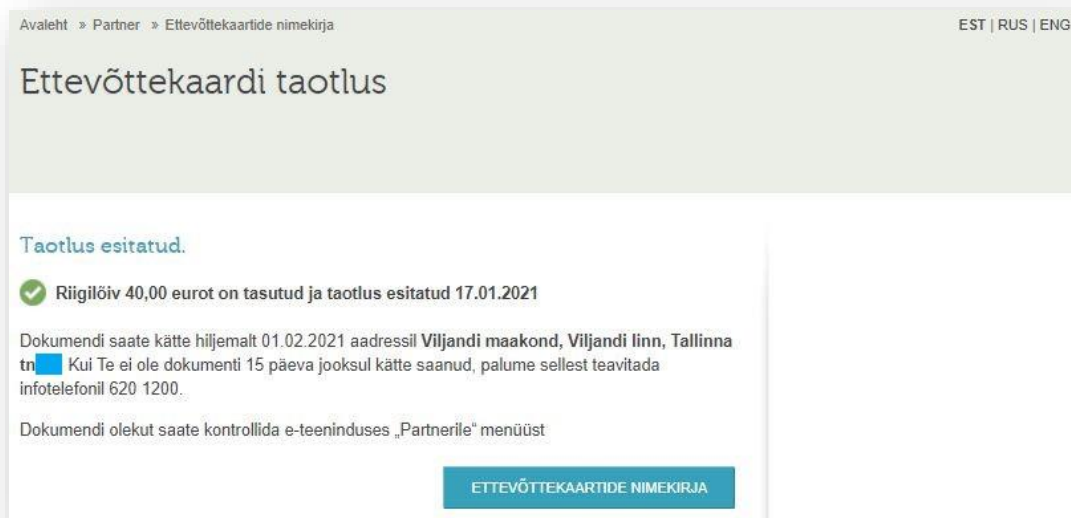 Avaleht » Partner » Ettevõttekaartide nimekirja
EST | RUS | ENG
Ettevõttekaardi taotlus
Taotlus esitatud.
Riigilõiv 40,00 eurot on tasutud ja taotlus esitatud 17.01.2021
Dokumendi saate kätte hiljemalt 01.02.2021 aadressil Viljandi maakond, Viljandi linn, Tallinna
tn Kui Te ei ole dokumenti 15 päeva jooksul kätte saanud, palume sellest teavitada
infotelefonil 620 1200.
Dokumendi olekut saate kontrollida e-teeninduses „Partnerile" menüüst
ETTEVÕTTEKAARTIDE NIMEKIRJA